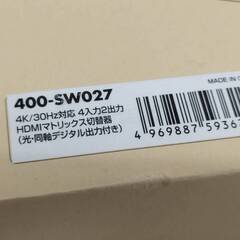 400-SW027
MADE IN
4K/30Hz対応 4入力2出力
HDMIマトリックス切替器
(光・同軸デジタル出力付き)
4 969887 5936